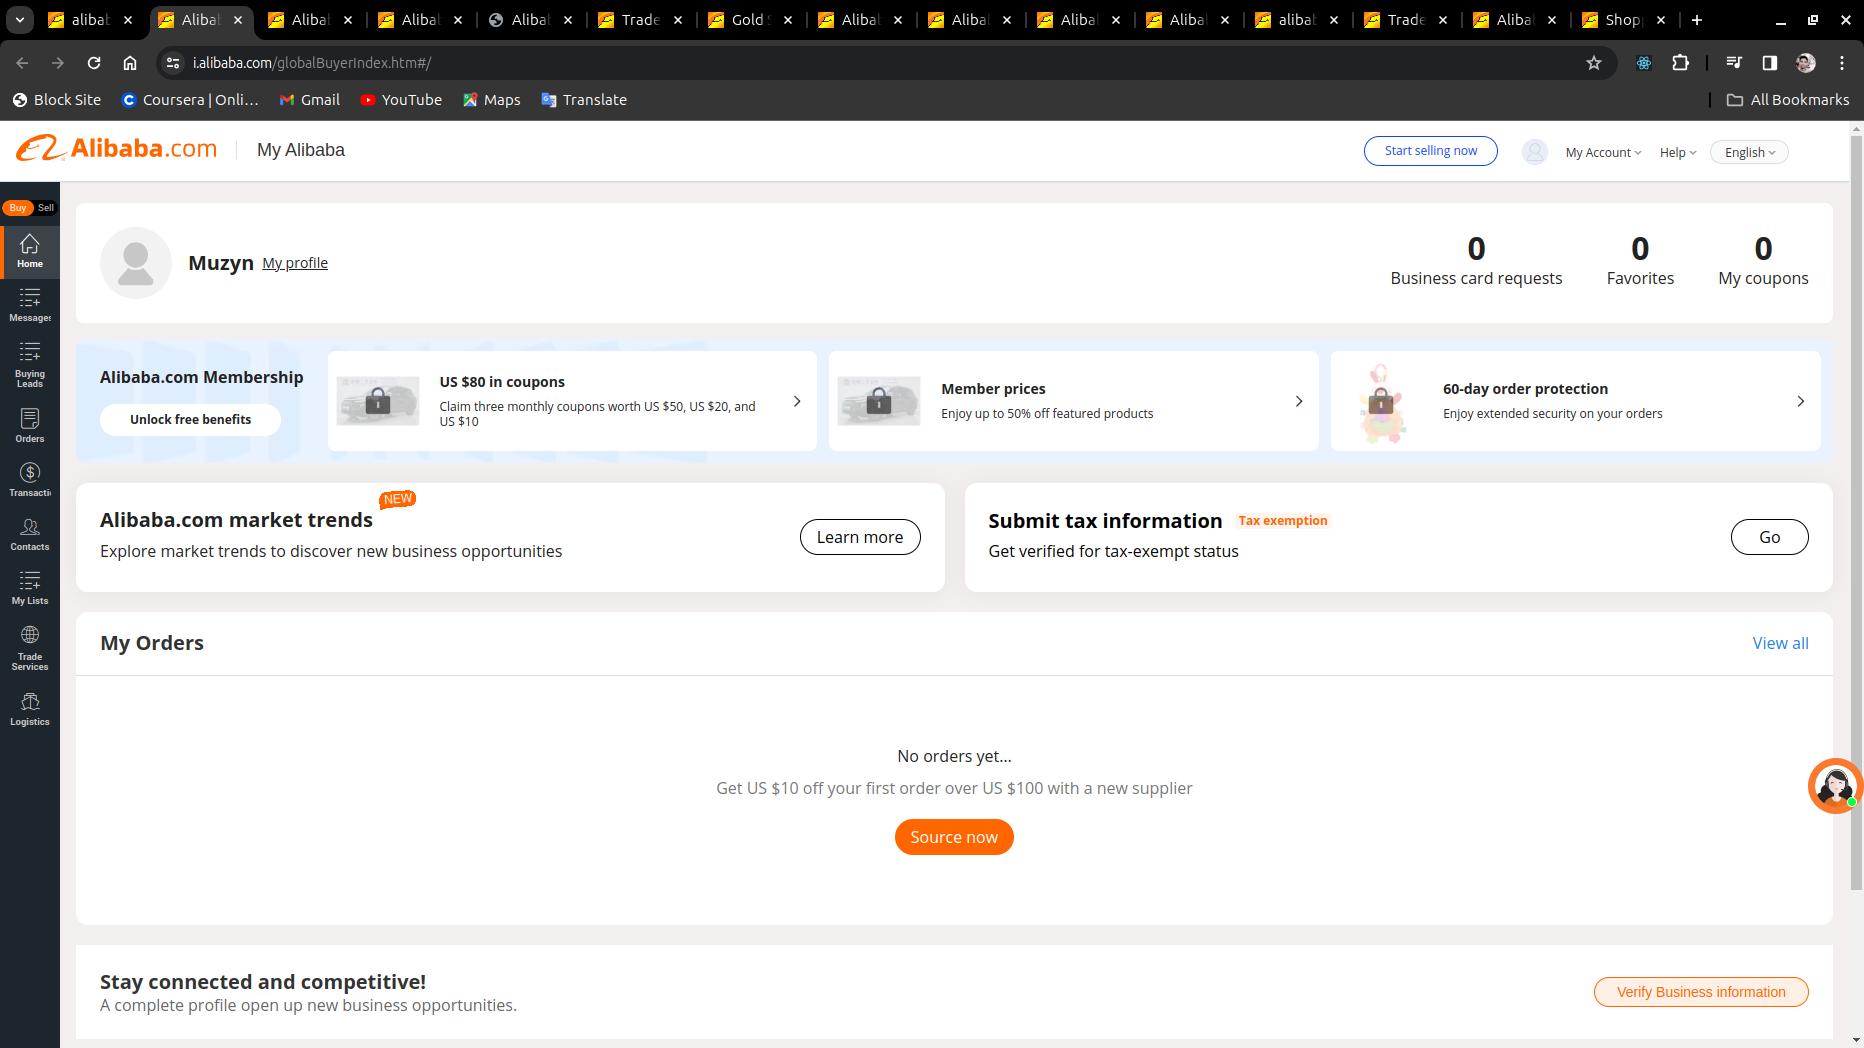 alibab
Alibal
Alibal
Alibal
Alibal
Trade
Gold S
Alibal
Alibal
Alibal
Alibal
alibab
Trade
Alibal
Shopp
i.alibaba.com/globalBuyerIndex.htm#/
Block Site
Coursera | Onli...
Gmail
YouTube
Maps
Translate
All Bookmarks
Alibaba.com
My Alibaba
Start selling now
My Account
Help
English
Buy Sell
Home
Messages
Buying
Leads
Orders
Transacti
Contacts
My Lists
Trade
Services
Logistics
Muzyn My profile
0
Business card requests
0
Favorites
0
My coupons
Alibaba.com Membership
Unlock free benefits
US $80 in coupons
Claim three monthly coupons worth US $50, US $20, and
US $10
Member prices
Enjoy up to 50% off featured products
60-day order protection
Enjoy extended security on your orders
NEW
Alibaba.com market trends
Explore market trends to discover new business opportunities
Learn more
Submit tax information Tax exemption
Get verified for tax-exempt status
Go
My Orders
View all
No orders yet...
Get US $10 off your first order over US $100 with a new supplier
Source now
Stay connected and competitive!
A complete profile open up new business opportunities.
Verify Business information